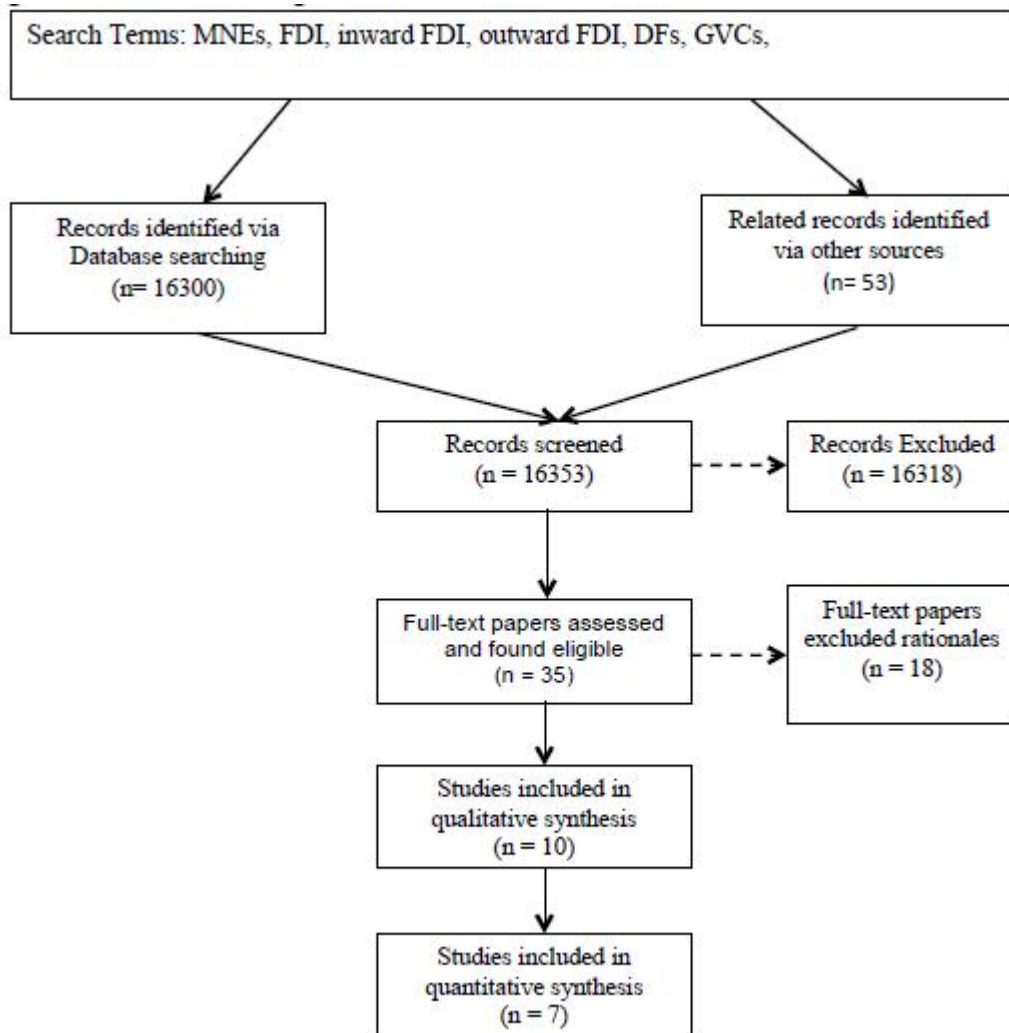 Search Terms: MNEs, FDI, inward FDI, outward FDI, DFs, GVCs,
Records identified via
Database searching
(n= 16300)
Related records identified
via other sources
(n= 53)
Records screened
(n = 16353)
Records Excluded
(n = 16318)
Full-text papers assessed
and found eligible
(n = 35)
Full-text papers
excluded rationales
(n = 18)
Studies included in
qualitative synthesis
(n = 10)
Studies included in
quantitative synthesis
(n = 7)